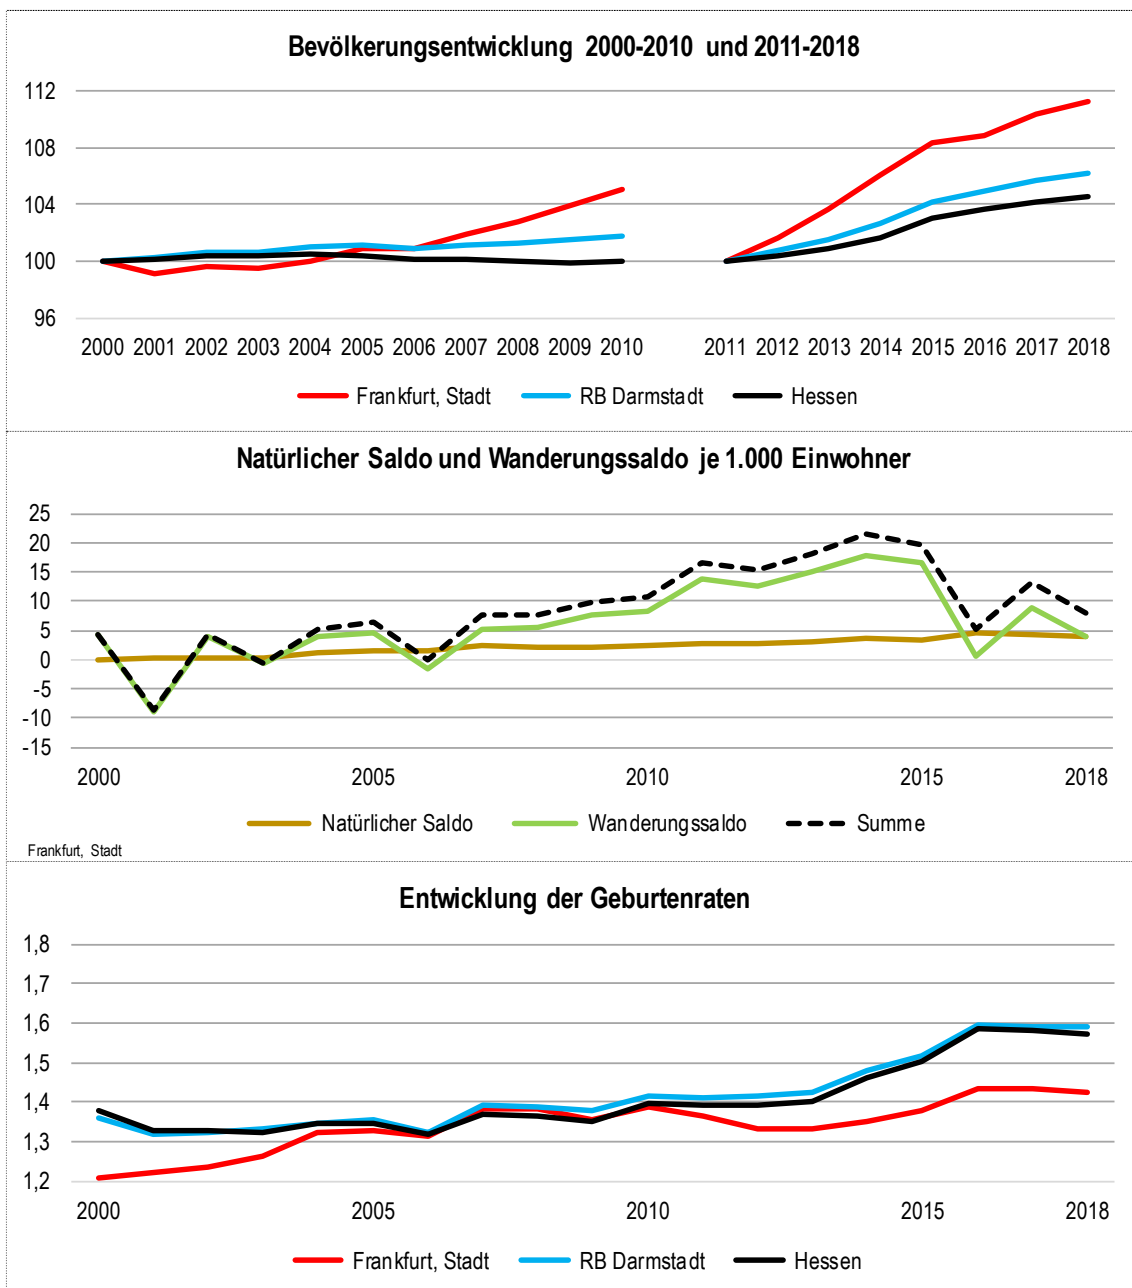 Bevölkerungsentwicklung 2000-2010 und 2011-2018
112
108
104
100
96
2000 2001 2002 2003 2004 2005 2006 2007 2008 2009 2010 2011 2012 2013 2014 2015 2016 2017 2018
Frankfurt, Stadt RB Darmstadt Hessen
Natürlicher Saldo und Wanderungssaldo je 1.000 Einwohner
25
20
15
10
5
0
-5
-10
-15
2000 2005 2010 2015 2018
Natürlicher Saldo Wanderungssaldo Summe
Frankfurt, Stadt
Entwicklung der Geburtenraten
1,8
1,7
1,6
1,5
1,4
1,3
1,2
2000 2005 2010 2015 2018
Frankfurt, Stadt RB Darmstadt Hessen